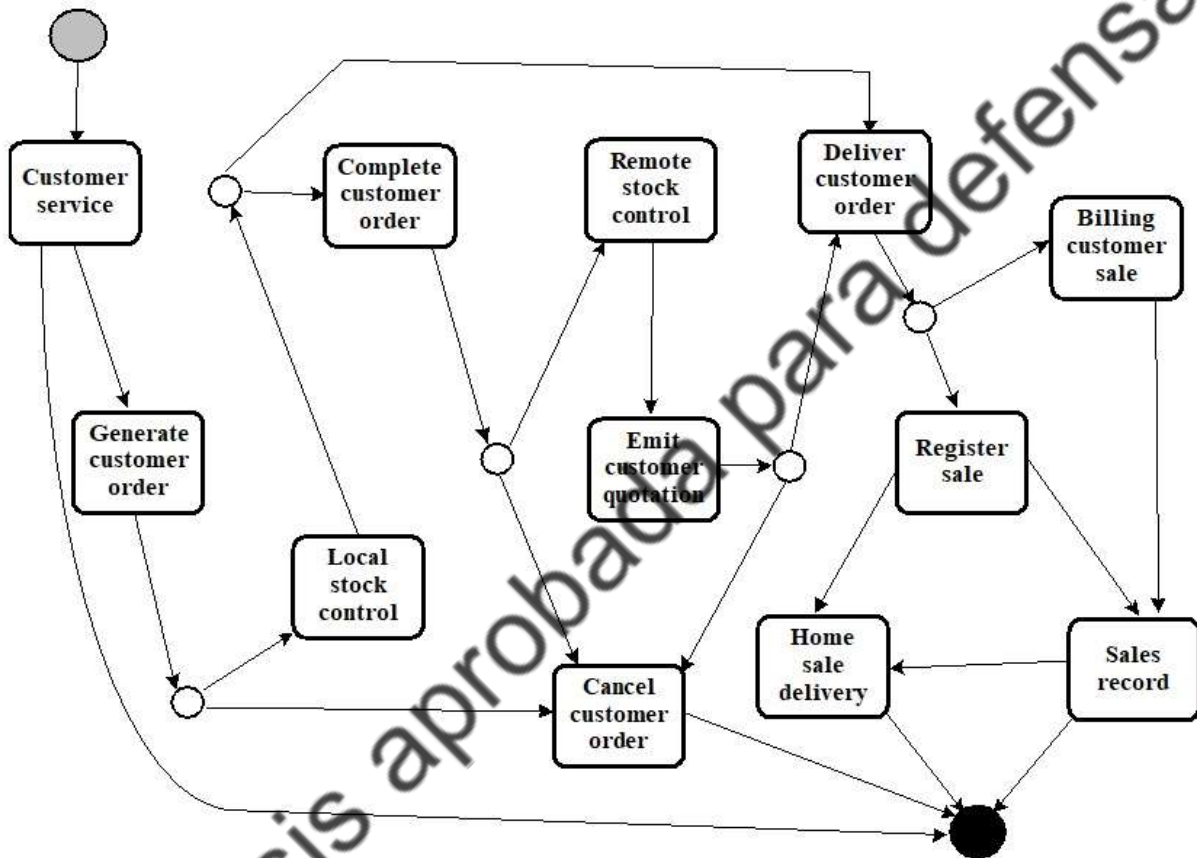 Customer
service
Complete
customer
order
Remote
stock
control
Deliver
customer
order
Billing
customer
sale
Generate
customer
order
Emit
customer
quotation
Register
sale
Local
stock
control
Home
sale
delivery
Sales
record
Cancel
customer
order
sis aprobada para defensa